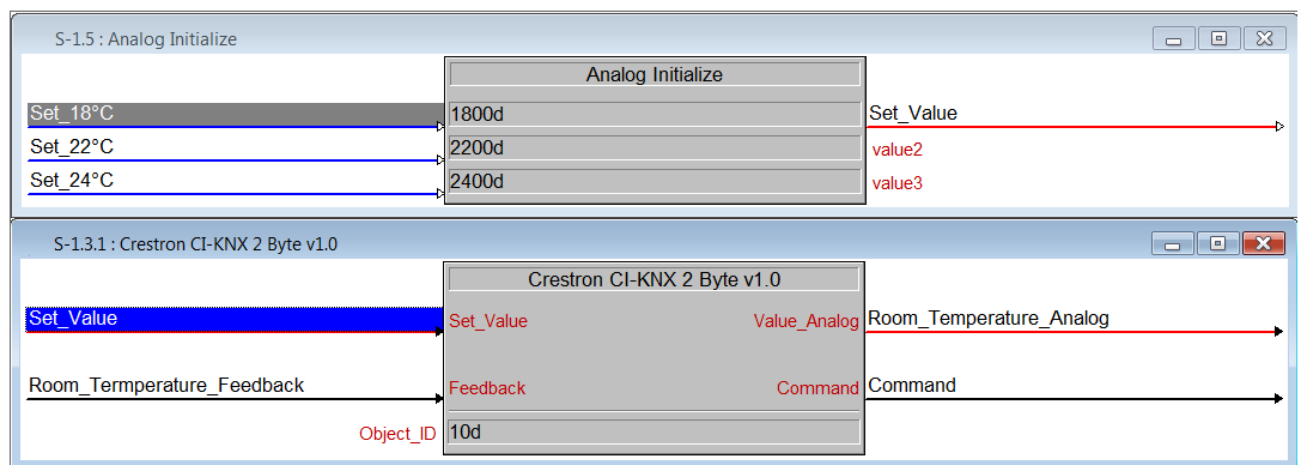 S-1.5 : Analog Initialize
Analog Initialize
Set_18°C 1800d Set_Value
Set_22°C 2200d value2
Set_24°C 2400d value3
S-1.3.1 : Crestron CI-KNX 2 Byte v1.0
Crestron CI-KNX 2 Byte v1.0
Set_Value Set_Value Value_Analog Room_Temperature_Analog
Room_Termperature_Feedback Feedback Command Command
Object_ID 10d